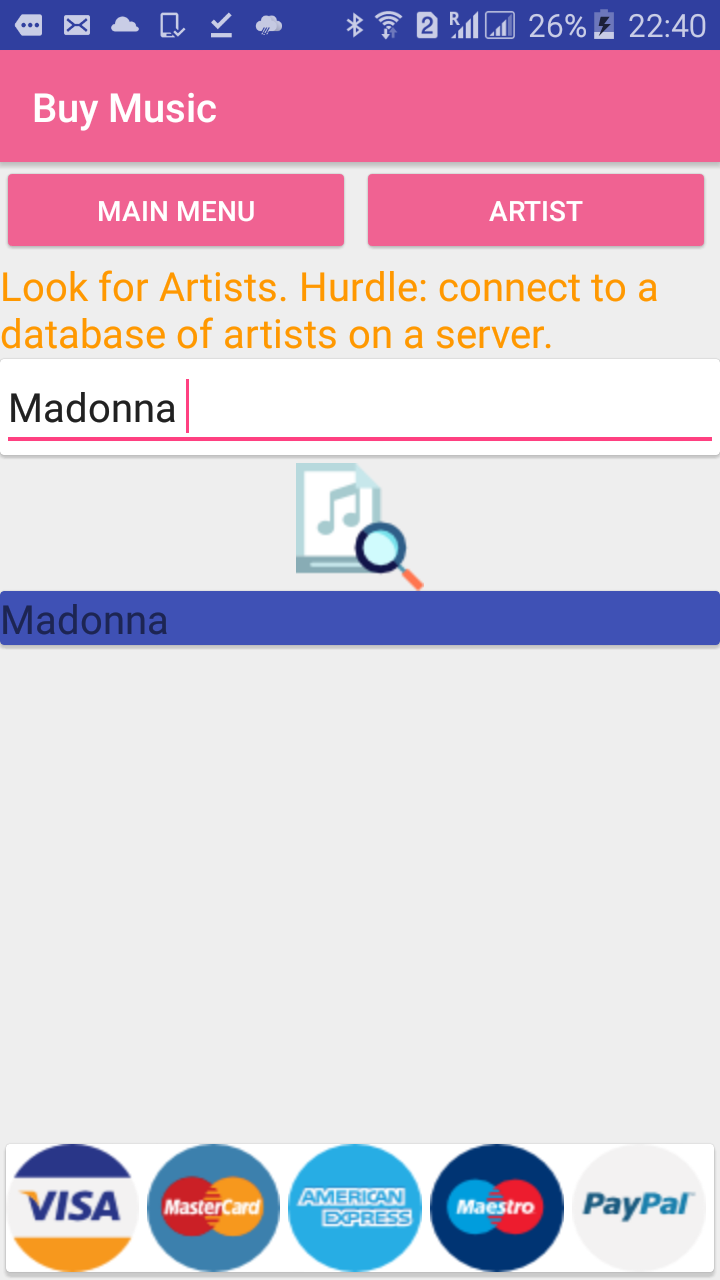 2 R 26% 22:40
Buy Music
MAIN MENU ARTIST
Look for Artists. Hurdle: connect to a
database of artists on a server.
Madonna
Madonna
VISA MasterCard AMERICAN EXPRESS Maestro PayPal